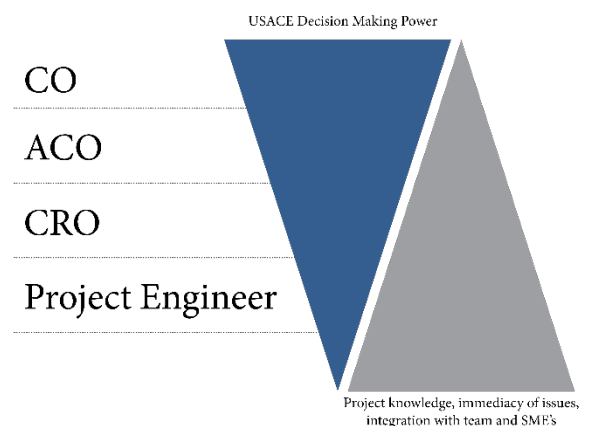 USACE Decision Making Power
CO
ACO
CRO
Project Engineer
Project knowledge, immediacy of issues,
integration with team and SME's